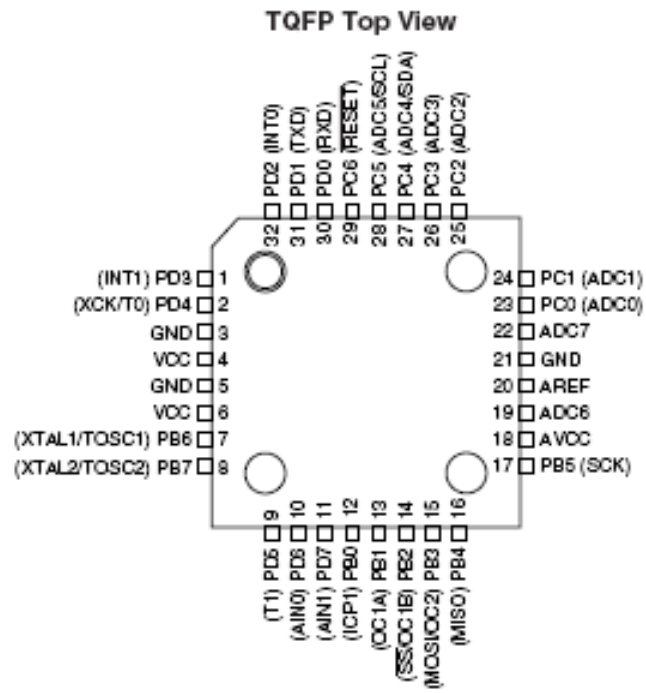 TQFP Top View
32 PD2 (INT0)
31 PD1 (TXD)
30 PD0 (RXD)
29 PC6 (RESET)
28 PC5 (ADC5/SCL)
27 PC4 (ADC4/SDA)
26 PC3 (ADC3)
25 PC2 (ADC2)
(INT1) PD3 1
(XCK/T0) PD4 2
GND 3
VCC 4
GND 5
VCC 6
(XTAL1/TOSC1) PB6 7
(XTAL2/TOSC2) PB7 8
24 PC1 (ADC1)
23 PC0 (ADC0)
22 ADC7
21 GND
20 AREF
19 ADC6
18 AVCC
17 PB5 (SCK)
(T1) PD5 9
(AIN0) PD6 10
(AIN1) PD7 11
(ICP1) PB0 12
(OC1A) PB1 13
(SS/OC1B) PB2 14
(MOSI/OC2) PB3 15
(MISO) PB4 16